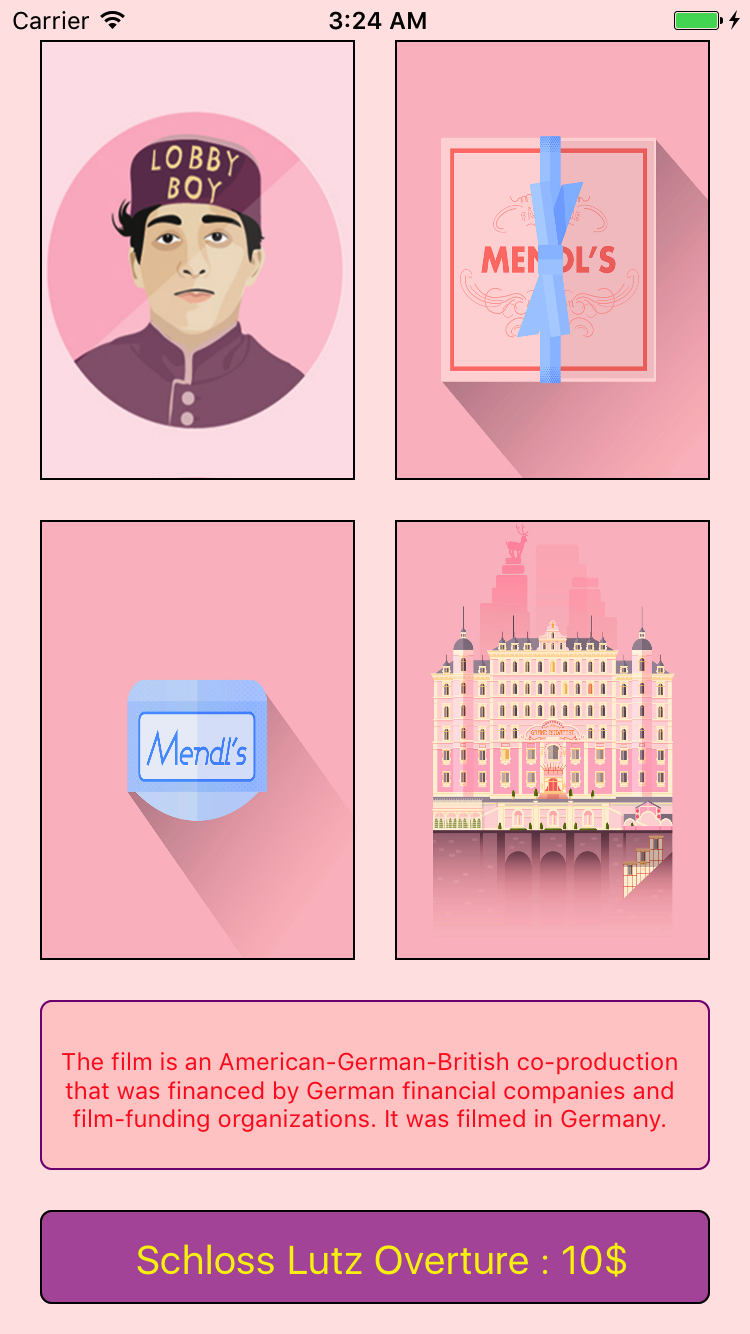 Carrier
3:24 AM
LOBBY
BOY
MENDL'S
Mendl's
The film is an American-German-British co-production
that was financed by German financial companies and
film-funding organizations. It was filmed in Germany.
Schloss Lutz Overture : 10$